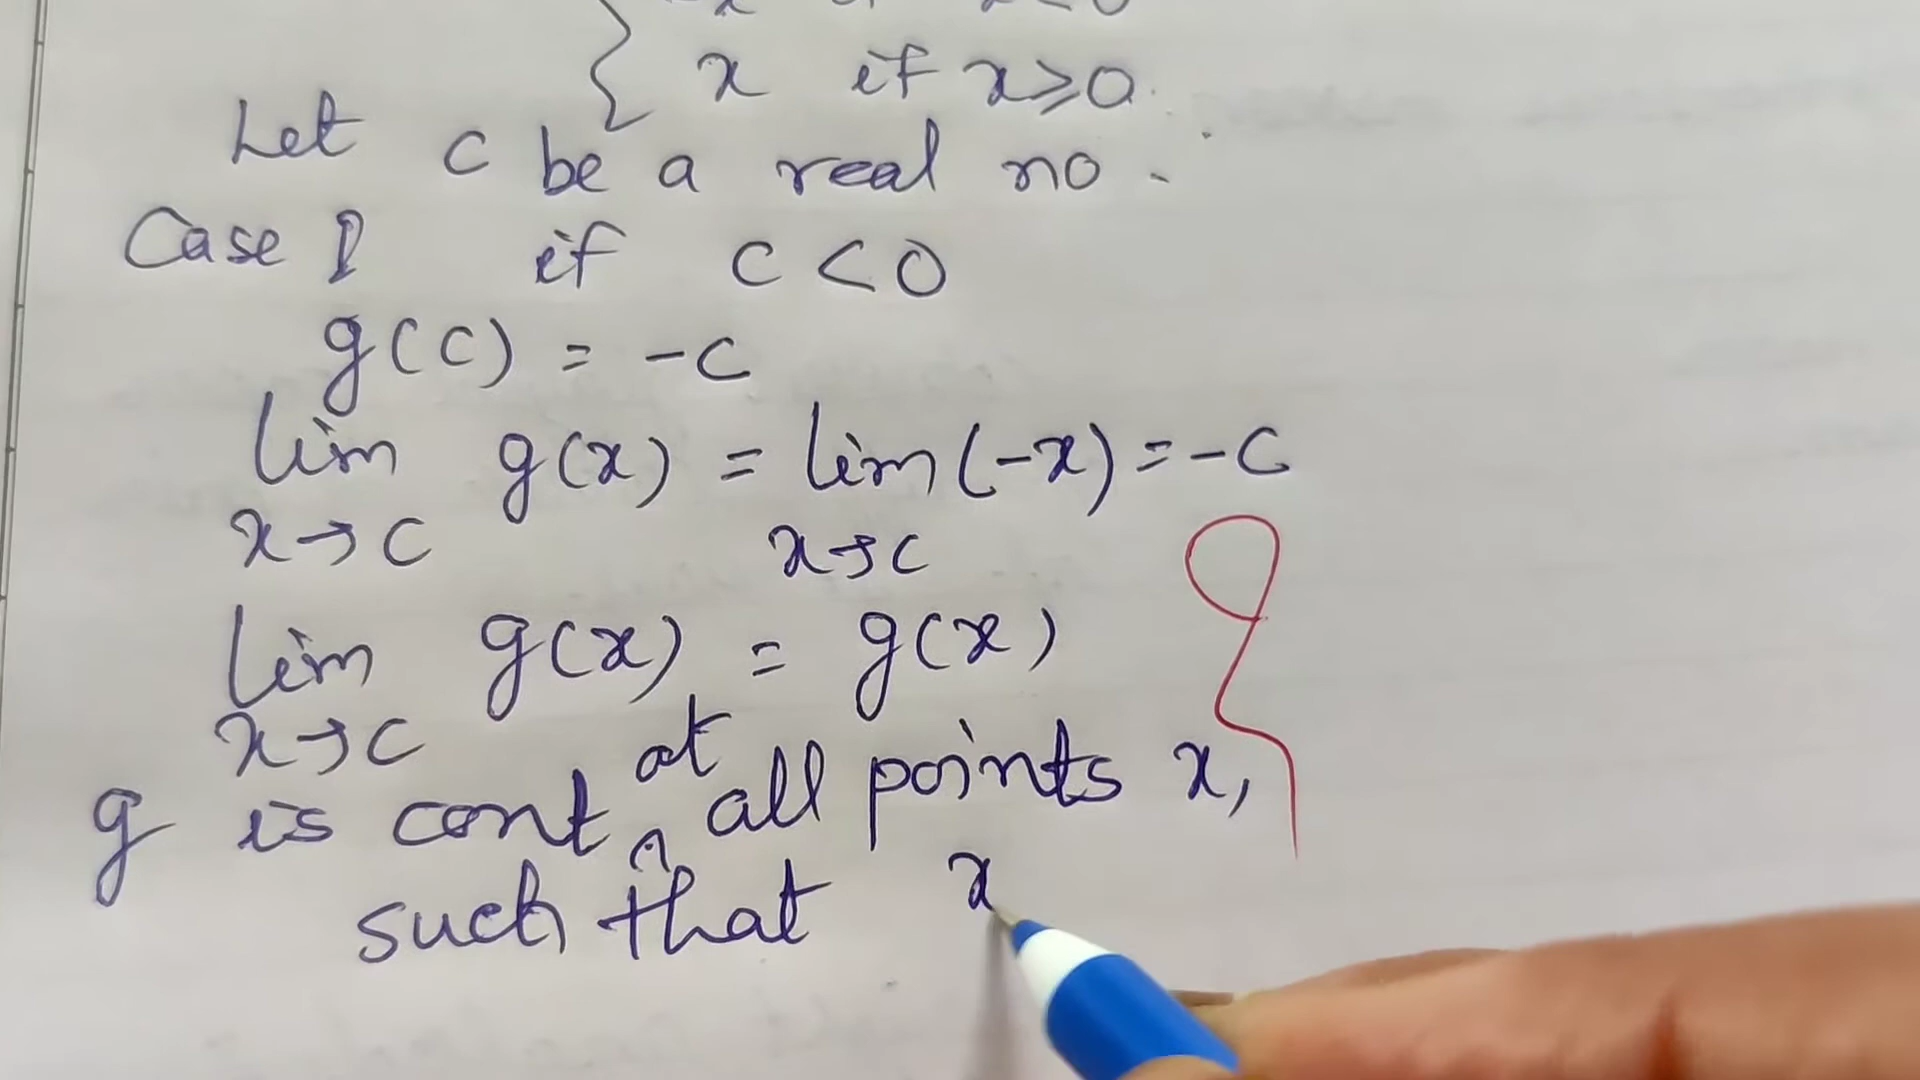 x if x≥0
Let c be a real no.
Case I if c<0
g(c) = -c
lim g(x) = lim (-x) = -c
x→c x→c
lim g(x) = g(x)
x→c
g is cont at all points x,
such that x